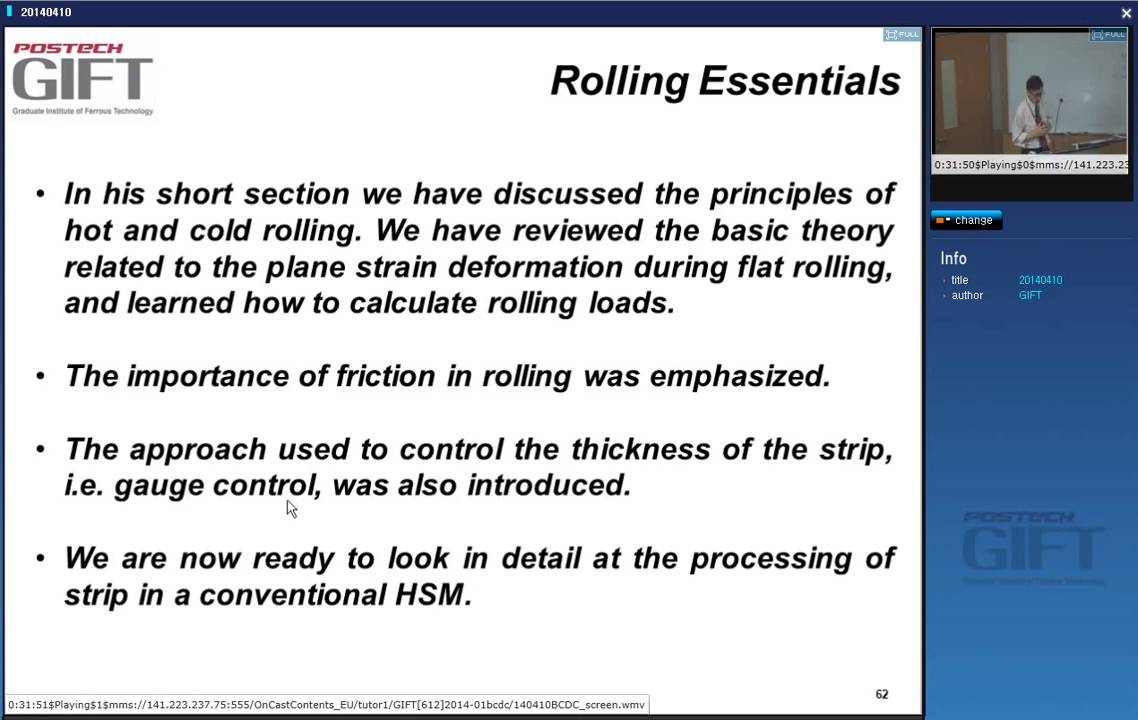 20140410
FULL
FULL
POSTECH
GIFT
Graduate Institute of Ferrous Technology
Rolling Essentials
• In his short section we have discussed the principles of
hot and cold rolling. We have reviewed the basic theory
related to the plane strain deformation during flat rolling,
and learned how to calculate rolling loads.
• The importance of friction in rolling was emphasized.
• The approach used to control the thickness of the strip,
i.e. gauge control, was also introduced.
• We are now ready to look in detail at the processing of
strip in a conventional HSM.
62
0:31:51$Playing$1$mms://141.223.237.75:555/OnCastContents_EU/tutor1/GIFT[612]2014-01bcdc/140410BCDC_screen.wmv
0:31:50$Playing$0$mms://141.223.23
change
Info
title 20140410
author GIFT
POSTECH
GIFT